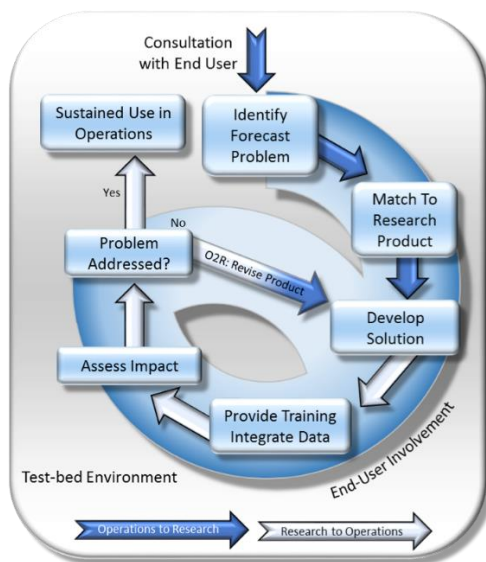 Consultation
with End User
Identify
Forecast
Problem
Sustained Use in
Operations
Match To
Research
Product
Yes
No
Problem
Addressed?
O2R: Revise Product
Develop
Solution
Assess Impact
Provide Training
Integrate Data
Test-bed Environment
End-User Involvement
Operations to Research
Research to Operations